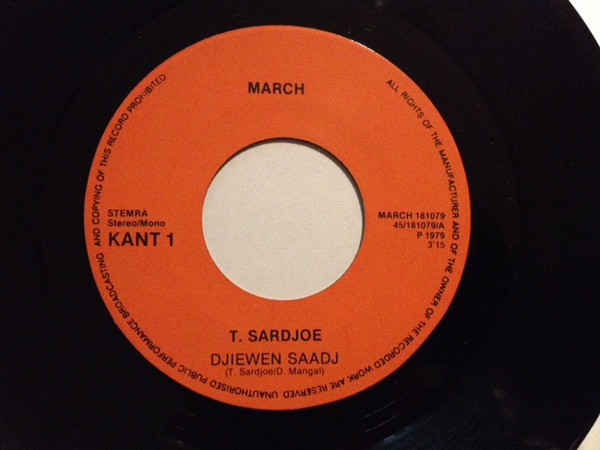 MARCH
STEMRA
Stereo/Mono
KANT 1
MARCH 181079
45/181079/A
P 1979
3'15
T. SARDJOE
DJIEWEN SAADJ
(T. Sardjoe/D. Mangal)
ALL RIGHTS OF THE MANUFACTURER AND OF THE OWNER OF THE RECORDED WORK ARE RESERVED UNAUTHORISED PUBLIC PERFORMANCE BROADCASTING AND COPYING OF THIS RECORD PROHIBITED